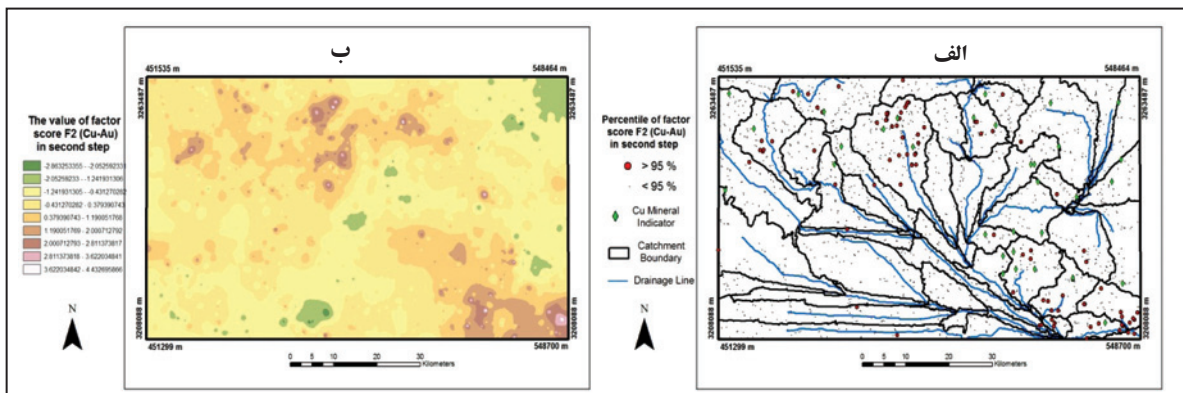 ب
451535 m
548464 m
3263487 m
3263487 m
The value of factor
score F2 (Cu-Au)
in second step
-2.863253355 - -2.05259233
-2.05259233 - -1.241931306
-1.241931305 - -0.431270282
-0.431270282 - 0.379390743
0.379390743 - 1.190051768
1.190051769 - 2.000712792
2.000712793 - 2.811373817
2.811373818 - 3.622034841
3.622034842 - 4.432695866
N
3208088 m
3208088 m
451299 m
548700 m
0 5 10 20 30
Kilometers
الف
451535 m
548464 m
3263487 m
3263487 m
Percentile of factor
score F2 (Cu-Au)
in second step
> 95 %
< 95 %
Cu Mineral
Indicator
Catchment
Boundary
Drainage Line
N
3208088 m
3208088 m
451299 m
548700 m
0 5 10 20 30
Kilometers